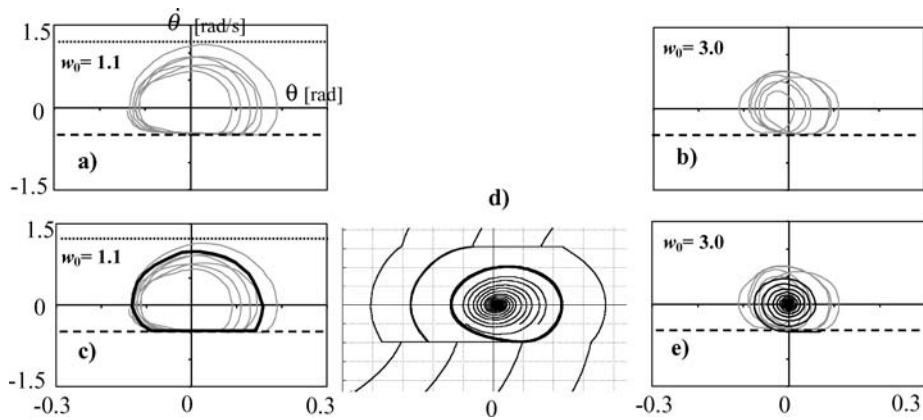 1.5
θ̇ [rad/s]
w₀= 1.1
θ [rad]
0
a)
-1.5
w₀= 3.0
b)
d)
1.5
w₀= 1.1
0
c)
-1.5
-0.3
0
0.3
0
w₀= 3.0
e)
-0.3
0
0.3